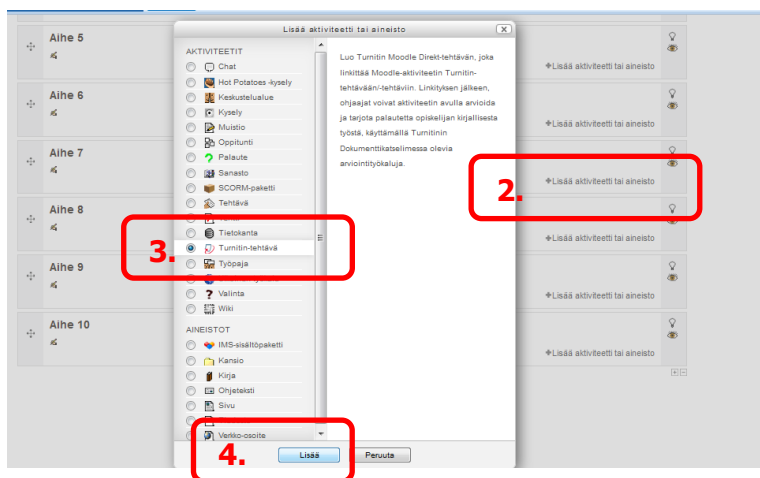 Lisää aktiviteetti tai aineisto
Aihe 5
Lisää aktiviteetti tai aineisto
Aihe 6
Lisää aktiviteetti tai aineisto
Aihe 7
Lisää aktiviteetti tai aineisto
Aihe 8
Lisää aktiviteetti tai aineisto
Aihe 9
Lisää aktiviteetti tai aineisto
Aihe 10
Lisää aktiviteetti tai aineisto
AKTIVITEETIT
Chat
Hot Potatoes -kysely
Keskustelualue
Kysely
Muistio
Oppitunti
Palaute
Sanasto
SCORM-paketti
Tehtävä
Tietokanta
Turnitin-tehtävä
Työpaja
Valinta
Wiki
AINEISTOT
IMS-sisältöpaketti
Kansio
Kirja
Ohjeteksti
Sivu
Verkko-osoite
Luo Turnitin Moodle Direkt-tehtävän, joka
linkittää Moodle-aktiviteetin Turnitin-
tehtävään/-tehtäviin. Linkityksen jälkeen,
ohjaajat voivat aktiviteetin avulla arvioida
ja tarjota palautetta opiskelijan kirjallisesta
työstä, käyttämällä Turnitinin
Dokumenttikatselimessa olevia
arviointityökaluja.
2.
3.
4.
Lisää
Peruuta